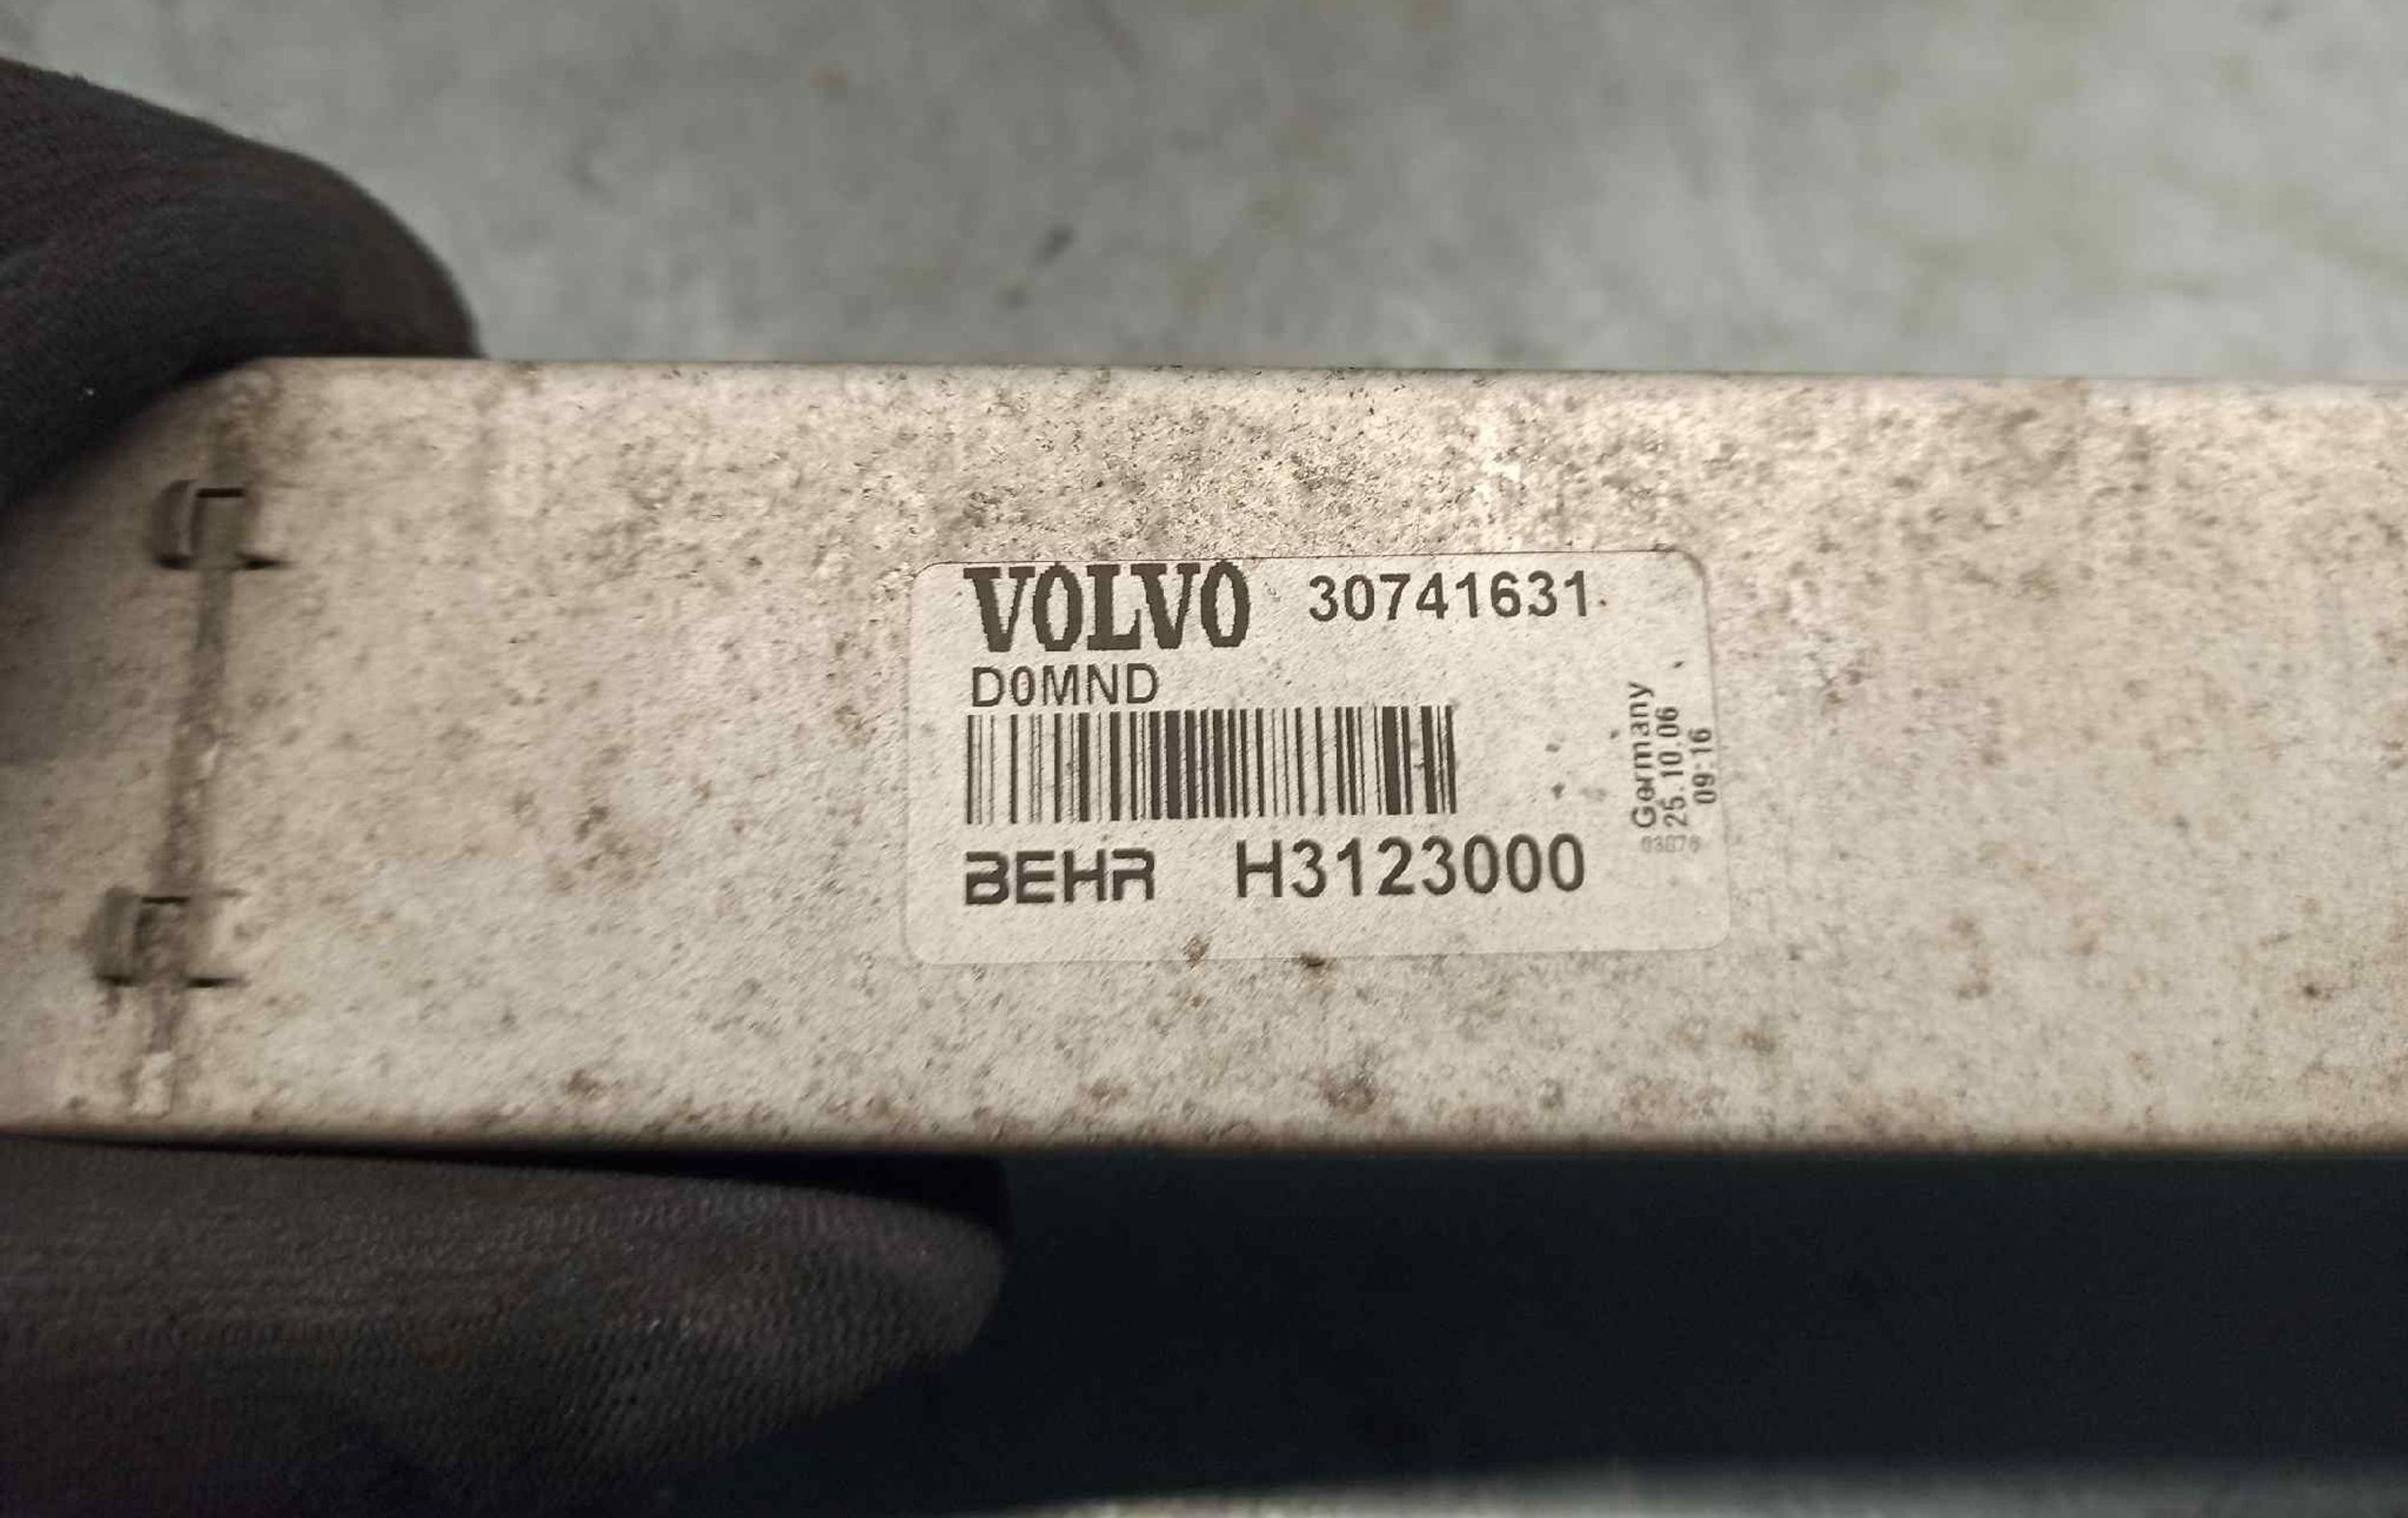 VOLVO 30741631
D0MND
BEHR H3123000
Germany
25.10.06
09:16